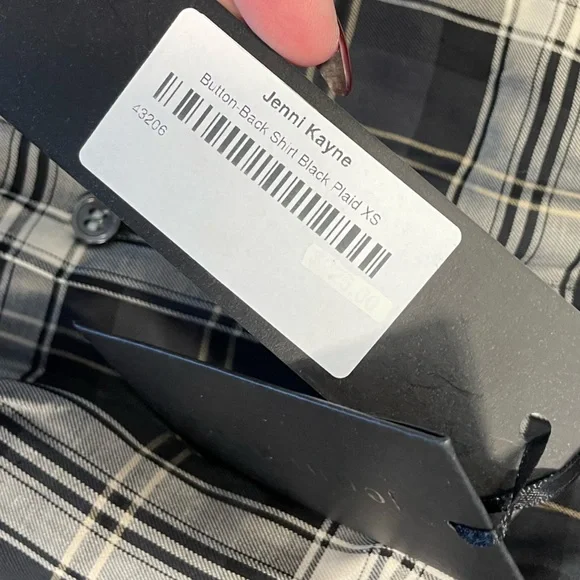 Jenni Kayne
Button-Back Shirt Black Plaid XS
43206